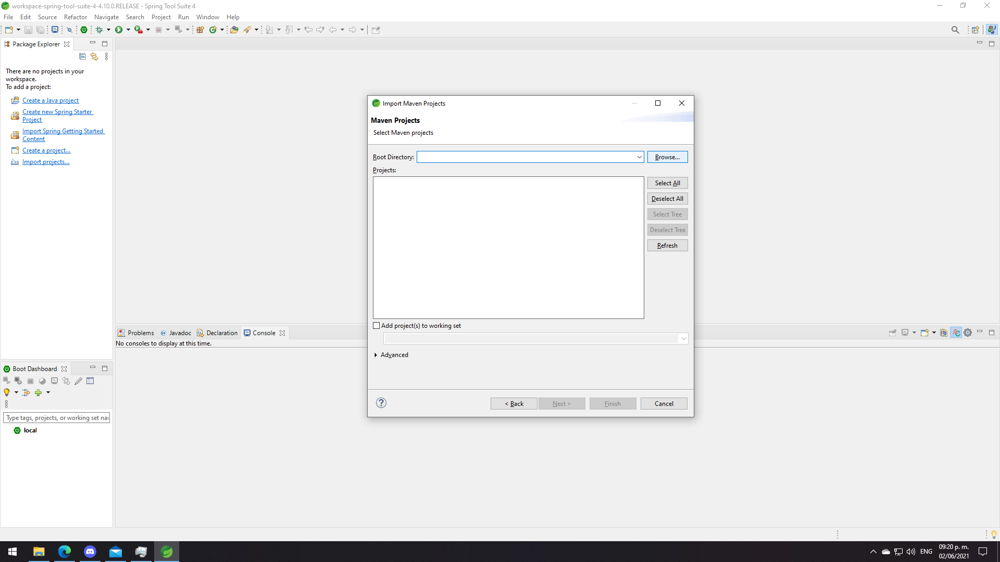 workspace-spring-tool-suite-4-4.10.0.RELEASE - Spring Tool Suite 4
File Edit Source Refactor Navigate Search Project Run Window Help
Package Explorer
There are no projects in your
workspace.
To add a project:
Create a Java project
Create new Spring Starter
Project
Import Spring Getting Started
Content
Create a project...
Import projects...
Import Maven Projects
Maven Projects
Select Maven projects
Root Directory:
Browse...
Projects:
Select All
Deselect All
Select Tree
Deselect Tree
Refresh
Add project(s) to working set
Advanced
< Back
Next >
Finish
Cancel
Problems @ Javadoc Declaration Console
No consoles to display at this time.
Boot Dashboard
Type tags, projects, or working set nar
local
ENG
09:20 p. m.
02/06/2021